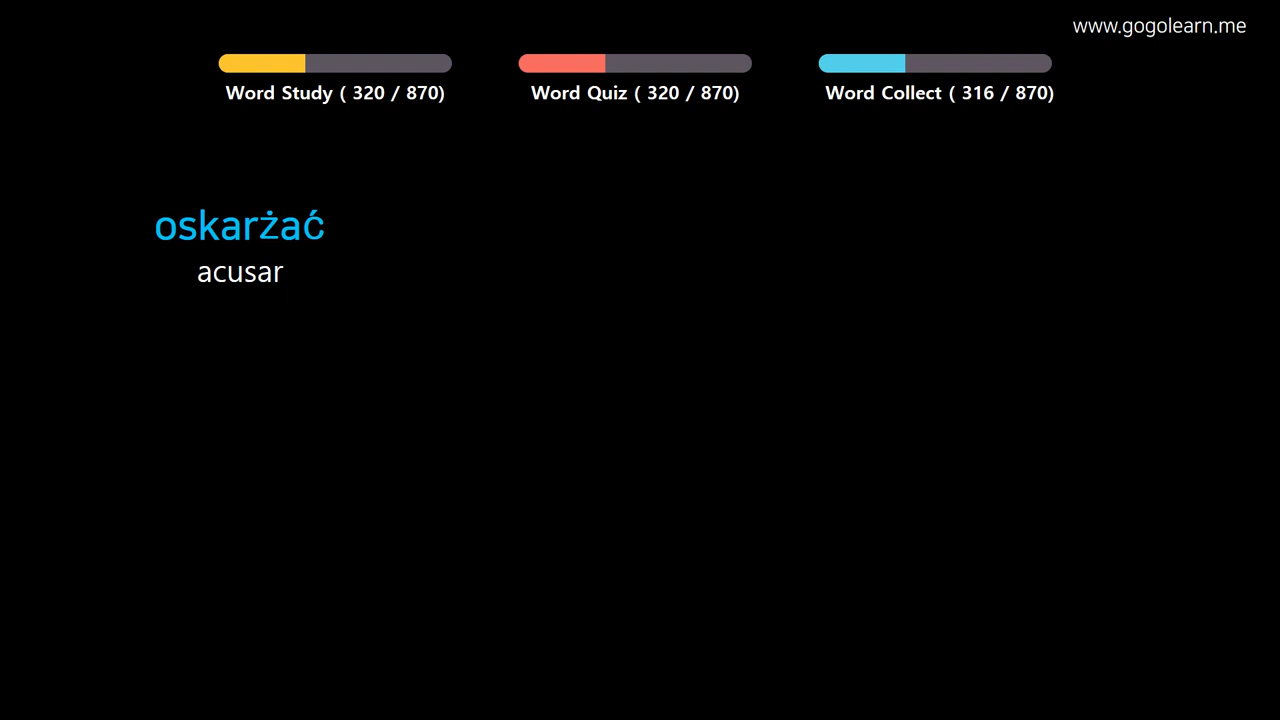 www.gogolearn.me
Word Study ( 320 / 870)
Word Quiz ( 320 / 870)
Word Collect ( 316 / 870)
oskarżać
acusar